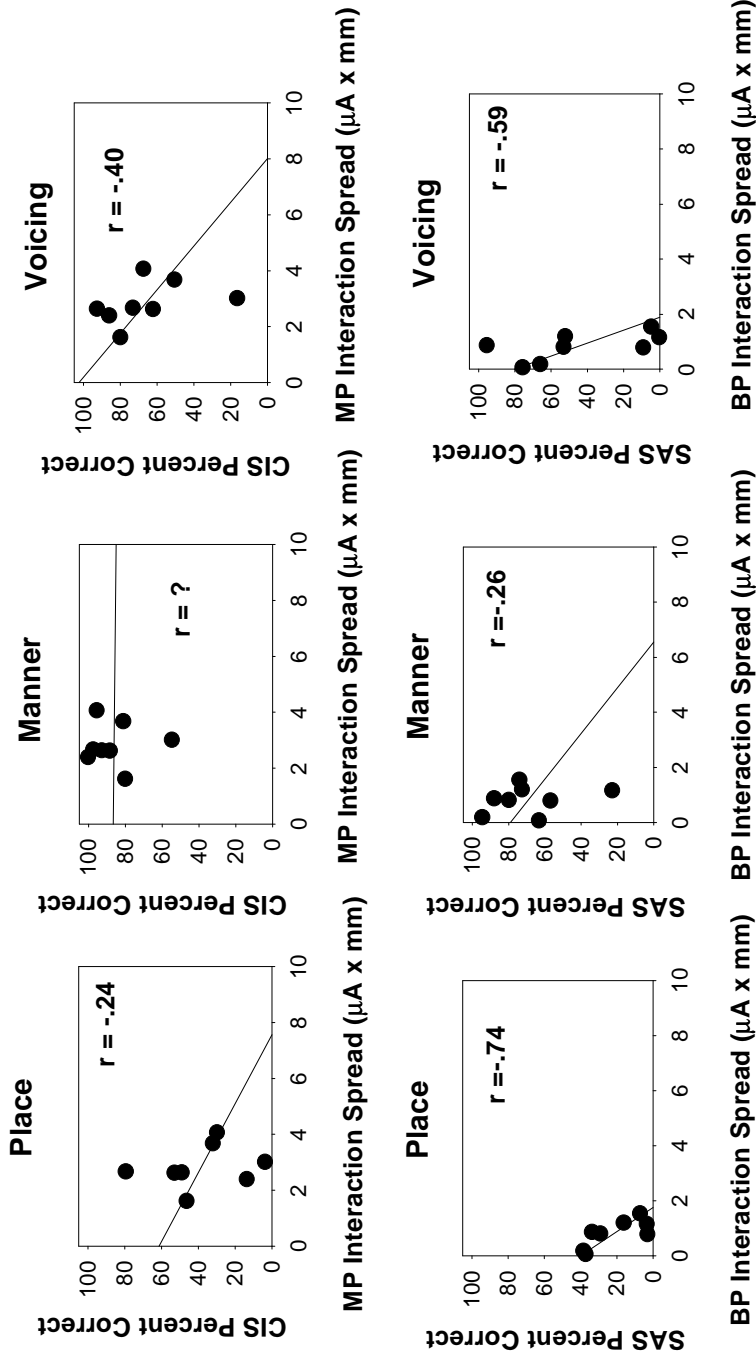 Place
r = -.24
100
80
60
40
20
0
0 2 4 6 8 10
CIS Percent Correct
MP Interaction Spread (μA x mm)
Manner
r = ?
100
80
60
40
20
0
0 2 4 6 8 10
CIS Percent Correct
MP Interaction Spread (μA x mm)
Voicing
r = -.40
100
80
60
40
20
0
0 2 4 6 8 10
CIS Percent Correct
MP Interaction Spread (μA x mm)
Place
r =-.74
100
80
60
40
20
0
0 2 4 6 8 10
SAS Percent Correct
BP Interaction Spread (μA x mm)
Manner
r =-.26
100
80
60
40
20
0
0 2 4 6 8 10
SAS Percent Correct
BP Interaction Spread (μA x mm)
Voicing
r = -.59
100
80
60
40
20
0
0 2 4 6 8 10
SAS Percent Correct
BP Interaction Spread (μA x mm)